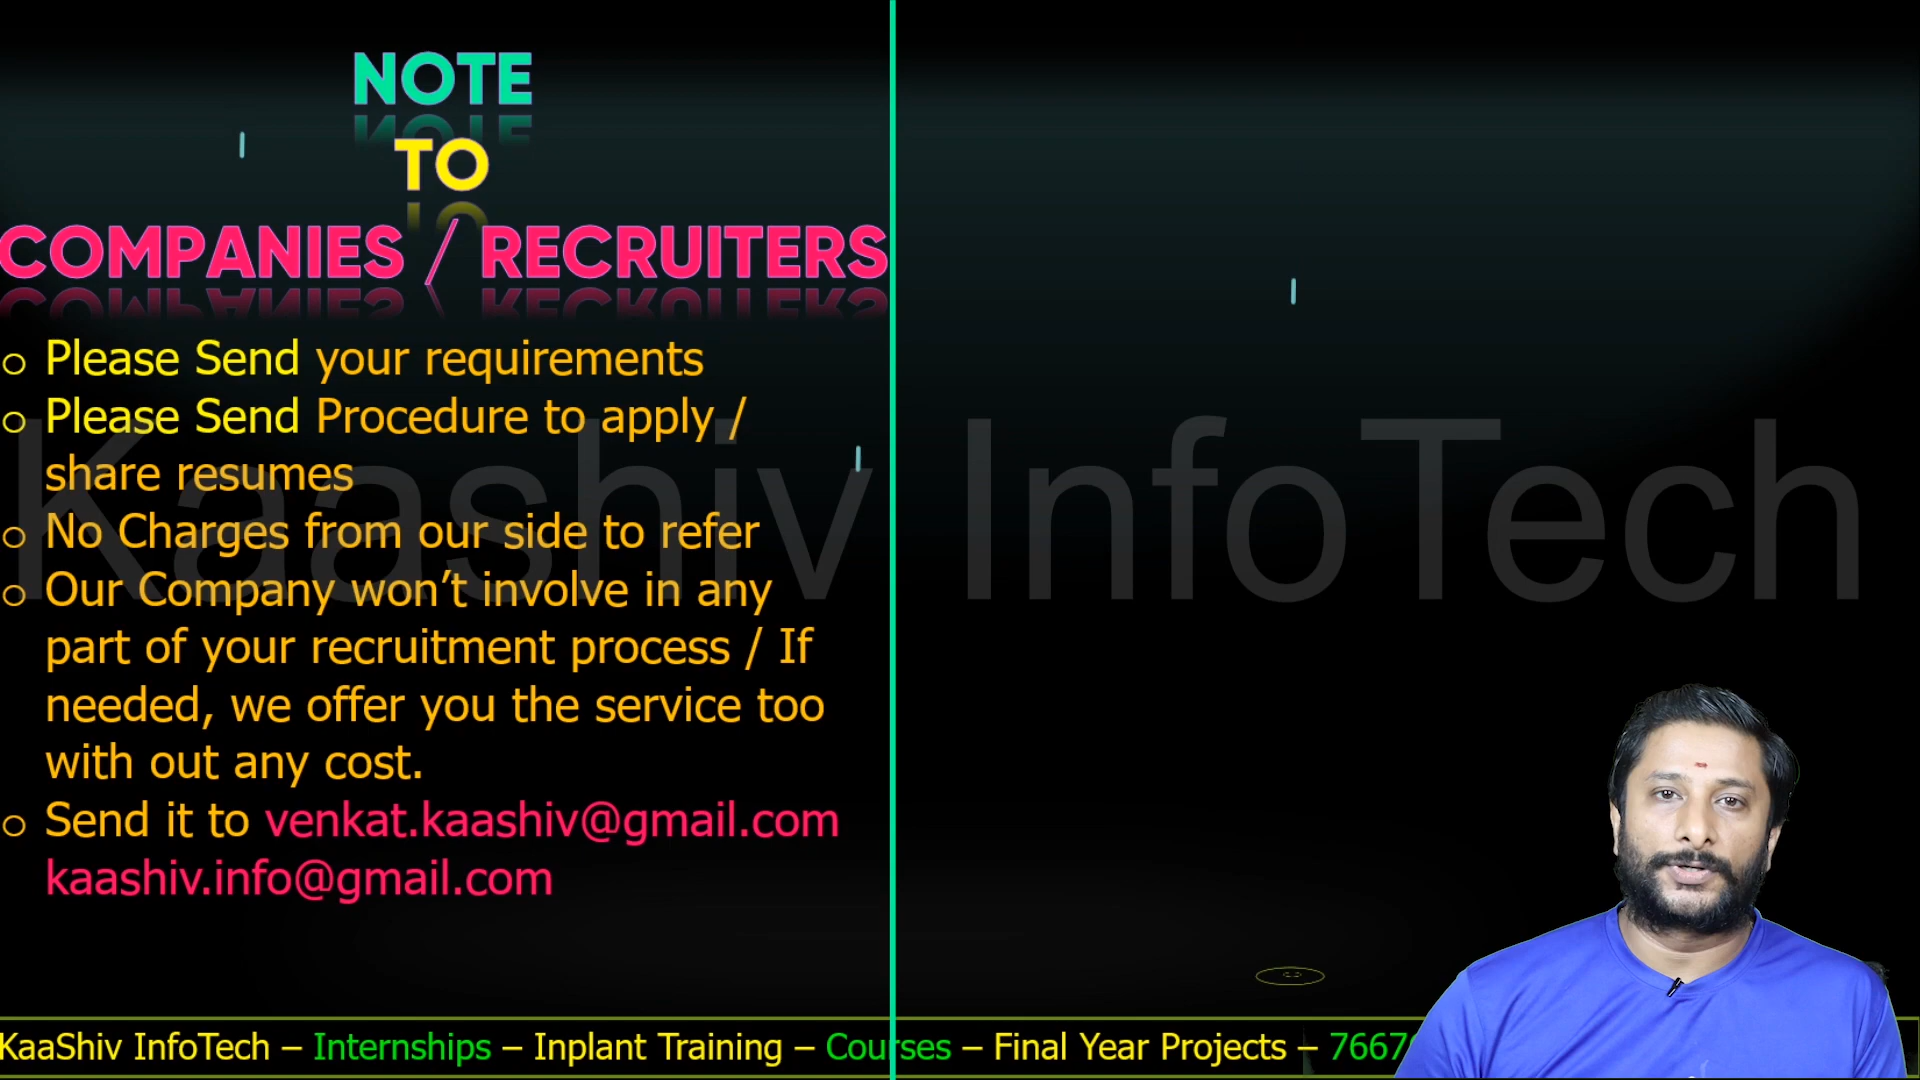 NOTE
TO
COMPANIES / RECRUITERS
o Please Send your requirements
o Please Send Procedure to apply /
share resumes
o No Charges from our side to refer
o Our Company won’t involve in any
part of your recruitment process / If
needed, we offer you the service too
with out any cost.
o Send it to venkat.kaashiv@gmail.com
kaashiv.info@gmail.com
Kaashiv InfoTech
KaaShiv InfoTech – Internships – Inplant Training – Courses – Final Year Projects –